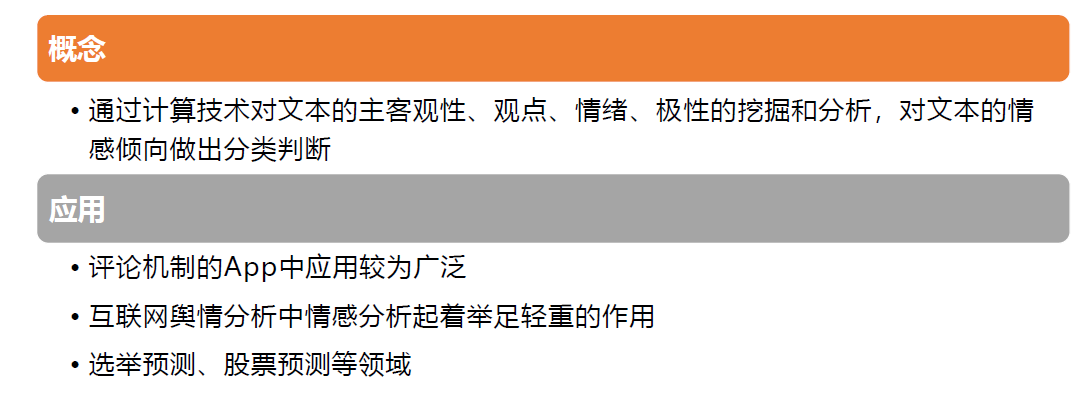 概念
• 通过计算技术对文本的主客观性、观点、情绪、极性的挖掘和分析，对文本的情
感倾向做出分类判断
应用
• 评论机制的App中应用较为广泛
• 互联网舆情分析中情感分析起着举足轻重的作用
• 选举预测、股票预测等领域